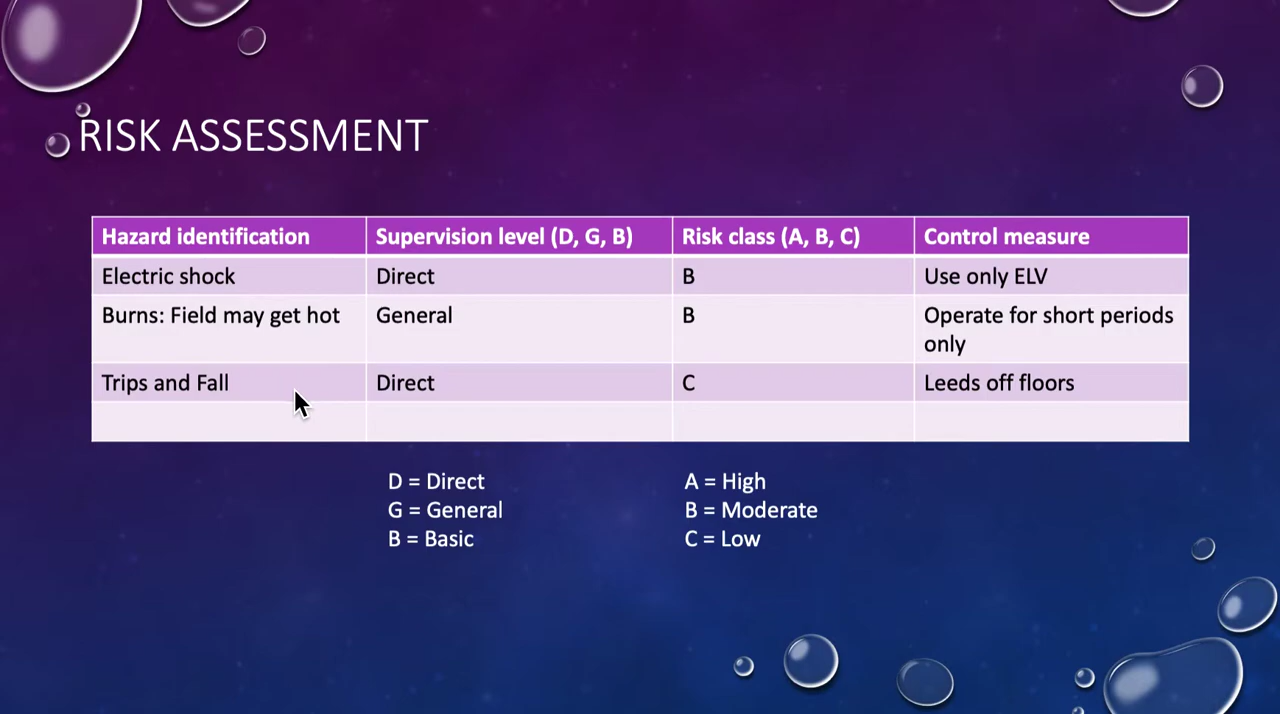 RISK ASSESSMENT
Hazard identification Supervision level (D, G, B) Risk class (A, B, C) Control measure
Electric shock Direct B Use only ELV
Burns: Field may get hot General B Operate for short periods
only
Trips and Fall Direct C Leeds off floors
D = Direct A = High
G = General B = Moderate
B = Basic C = Low